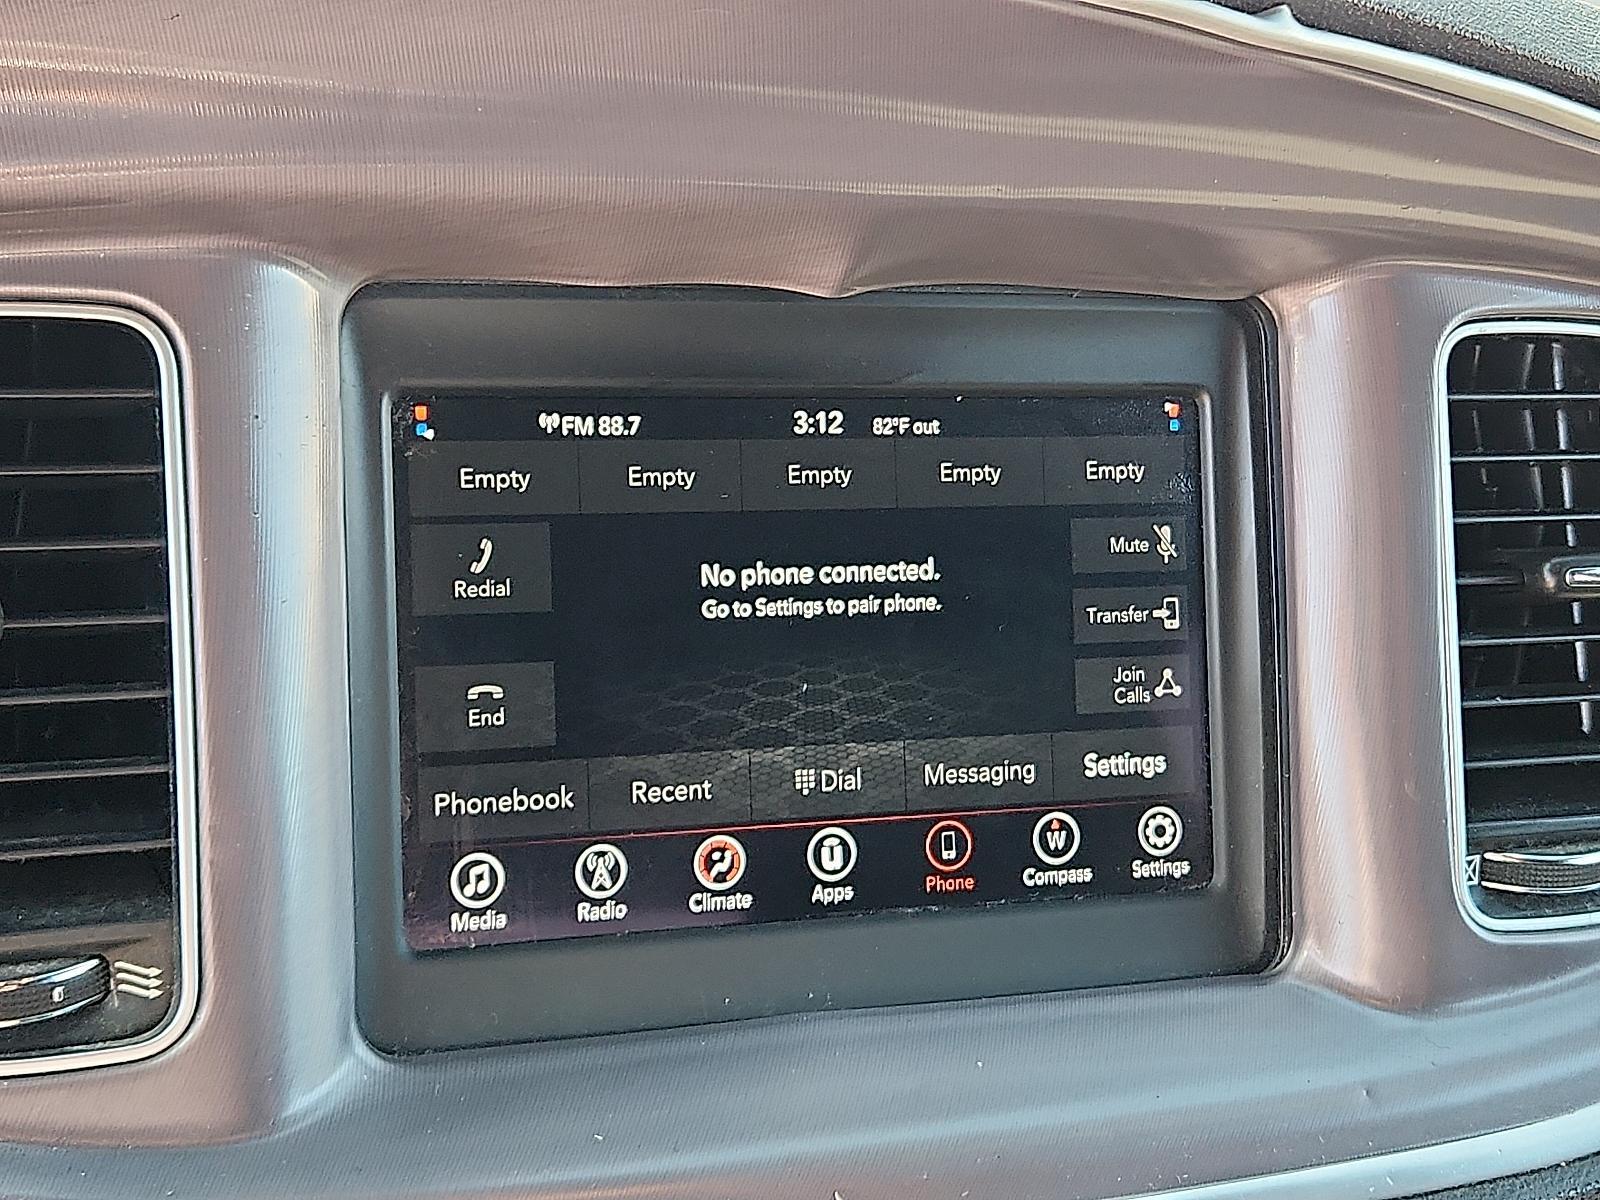 FM 88.7 3:12 82°F out
Empty Empty Empty Empty Empty
Redial
No phone connected.
Go to Settings to pair phone.
Mute
Transfer
Join
Calls
End
Phonebook Recent Dial Messaging Settings
Media Radio Climate Apps Phone Compass Settings
W